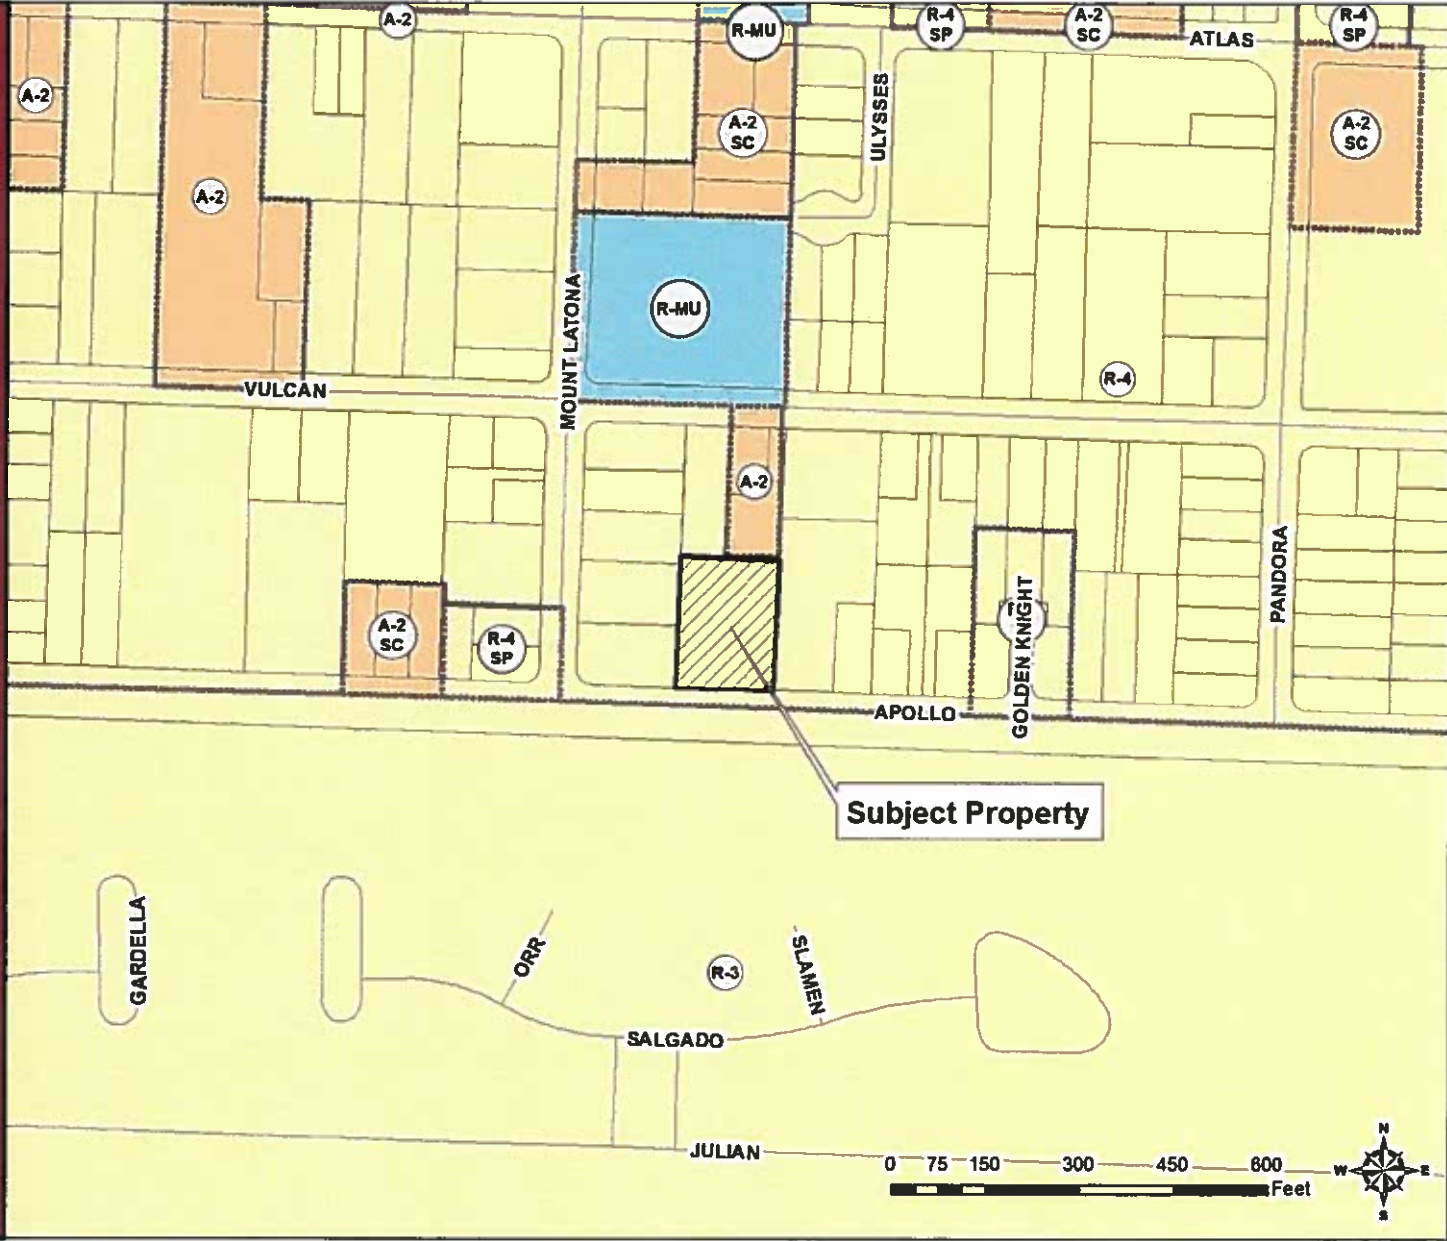 A-2
R-MU
R-4
SP
A-2
SC
R-4
SP
ATLAS
A-2
ULYSSES
A-2
SC
A-2
SC
A-2
MOUNT LATONA
R-MU
VULCAN
R-4
A-2
PANDORA
A-2
SC
R-4
SP
GOLDEN KNIGHT
APOLLO
Subject Property
GARDELLA
ORR
R-3
SLAMEN
SALGADO
JULIAN
0 75 150 300 450 600
Feet
N
W E
S